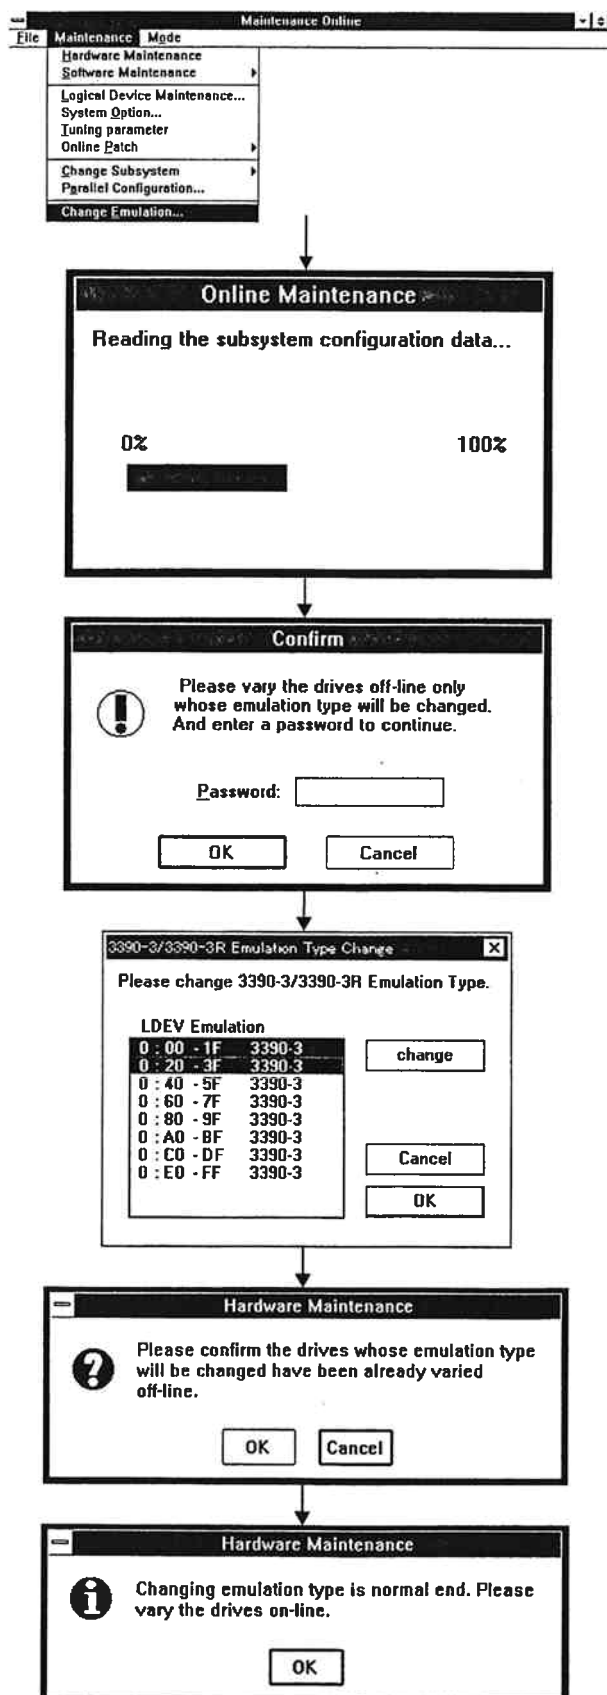 Maintenance Online
File Maintenance Mode
Hardware Maintenance
Software Maintenance
Logical Device Maintenance...
System Option...
Tuning parameter
Online Patch
Change Subsystem
Parallel Configuration...
Change Emulation...
Online Maintenance
Reading the subsystem configuration data...
0% 100%
Confirm
Please vary the drives off-line only
whose emulation type will be changed.
And enter a password to continue.
Password:
OK Cancel
3390-3/3390-3R Emulation Type Change
Please change 3390-3/3390-3R Emulation Type.
LDEV Emulation
0 : 00 - 1F 3390-3
0 : 20 - 3F 3390-3
0 : 40 - 5F 3390-3
0 : 60 - 7F 3390-3
0 : 80 - 9F 3390-3
0 : A0 - BF 3390-3
0 : C0 - DF 3390-3
0 : E0 - FF 3390-3
change
Cancel
OK
Hardware Maintenance
Please confirm the drives whose emulation type
will be changed have been already varied
off-line.
OK Cancel
Hardware Maintenance
Changing emulation type is normal end. Please
vary the drives on-line.
OK